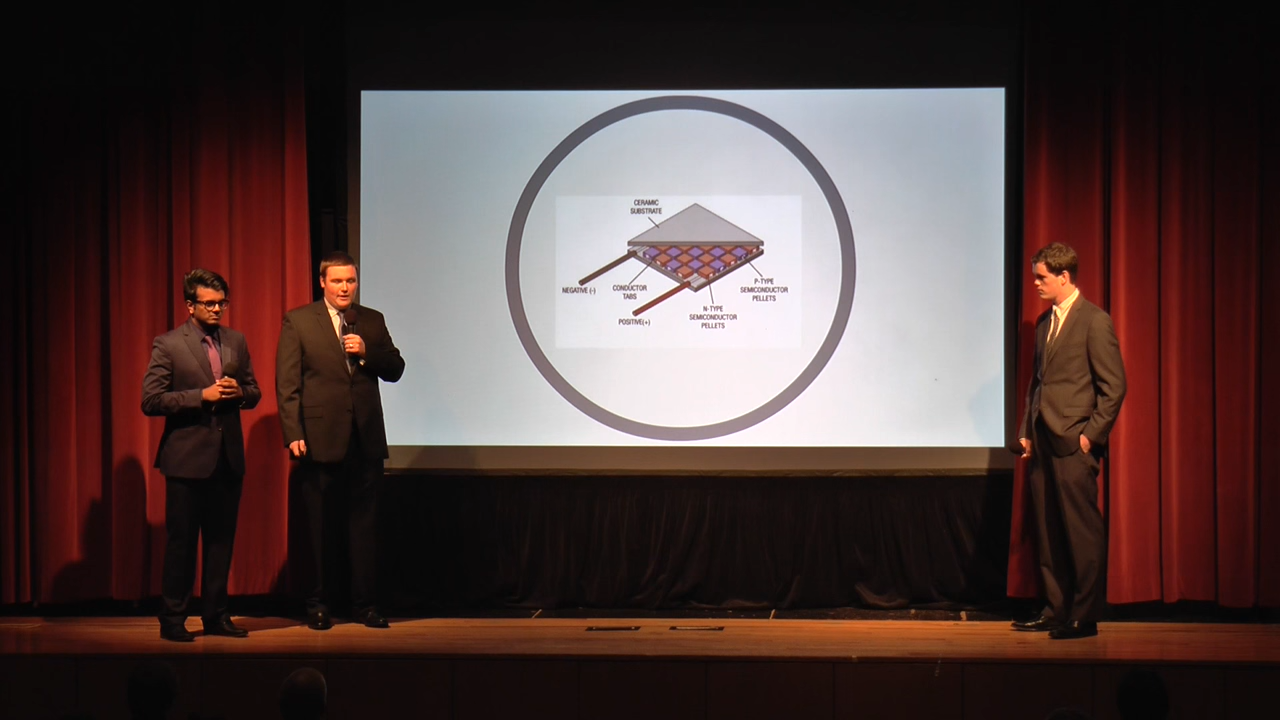 CERAMIC
SUBSTRATE
NEGATIVE (-)
CONDUCTOR
TABS
POSITIVE(+)
N-TYPE
SEMICONDUCTOR
PELLETS
P-TYPE
SEMICONDUCTOR
PELLETS